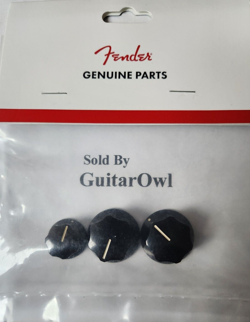 Fender
GENUINE PARTS
Sold By
GuitarOwl